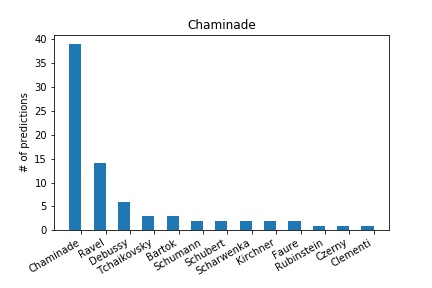 Chaminade
# of predictions
40
35
30
25
20
15
10
5
0
Chaminade
Ravel
Debussy
Tchaikovsky
Bartok
Schumann
Schubert
Scharwenka
Kirchner
Faure
Rubinstein
Czerny
Clementi